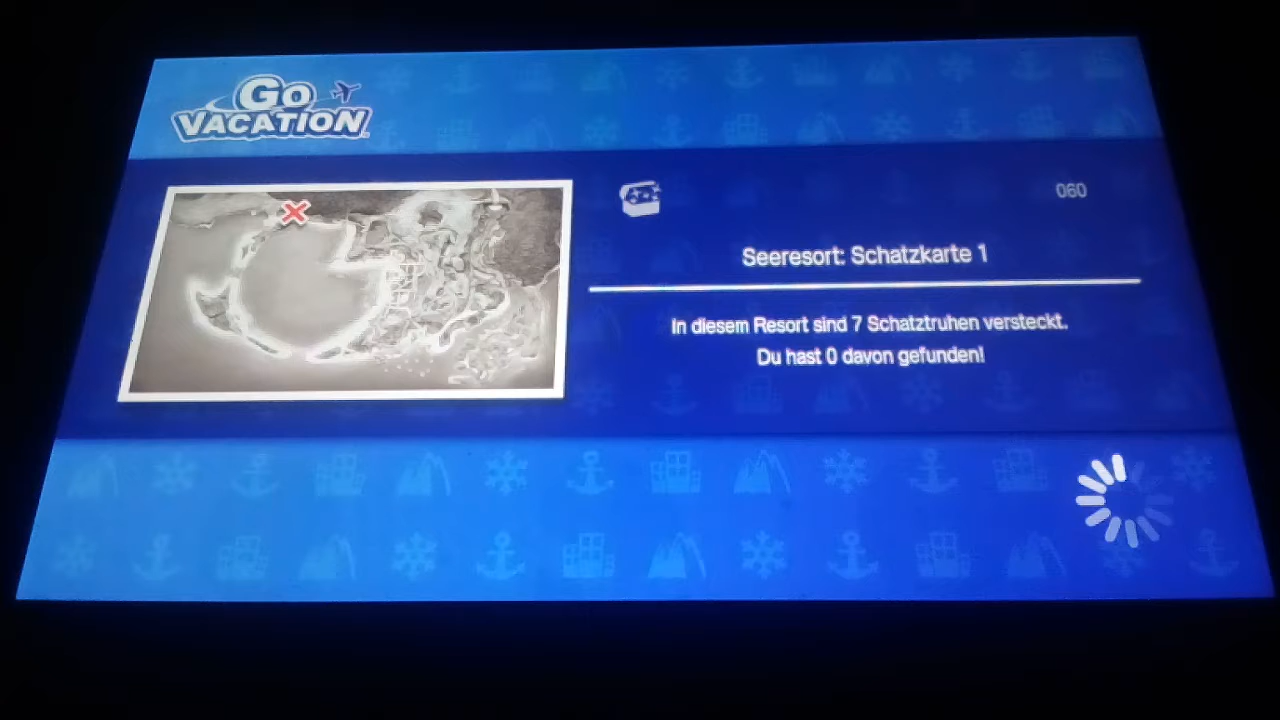 Go
VACATION
060
Seeresort: Schatzkarte 1
In diesem Resort sind 7 Schatztruhen versteckt.
Du hast 0 davon gefunden!